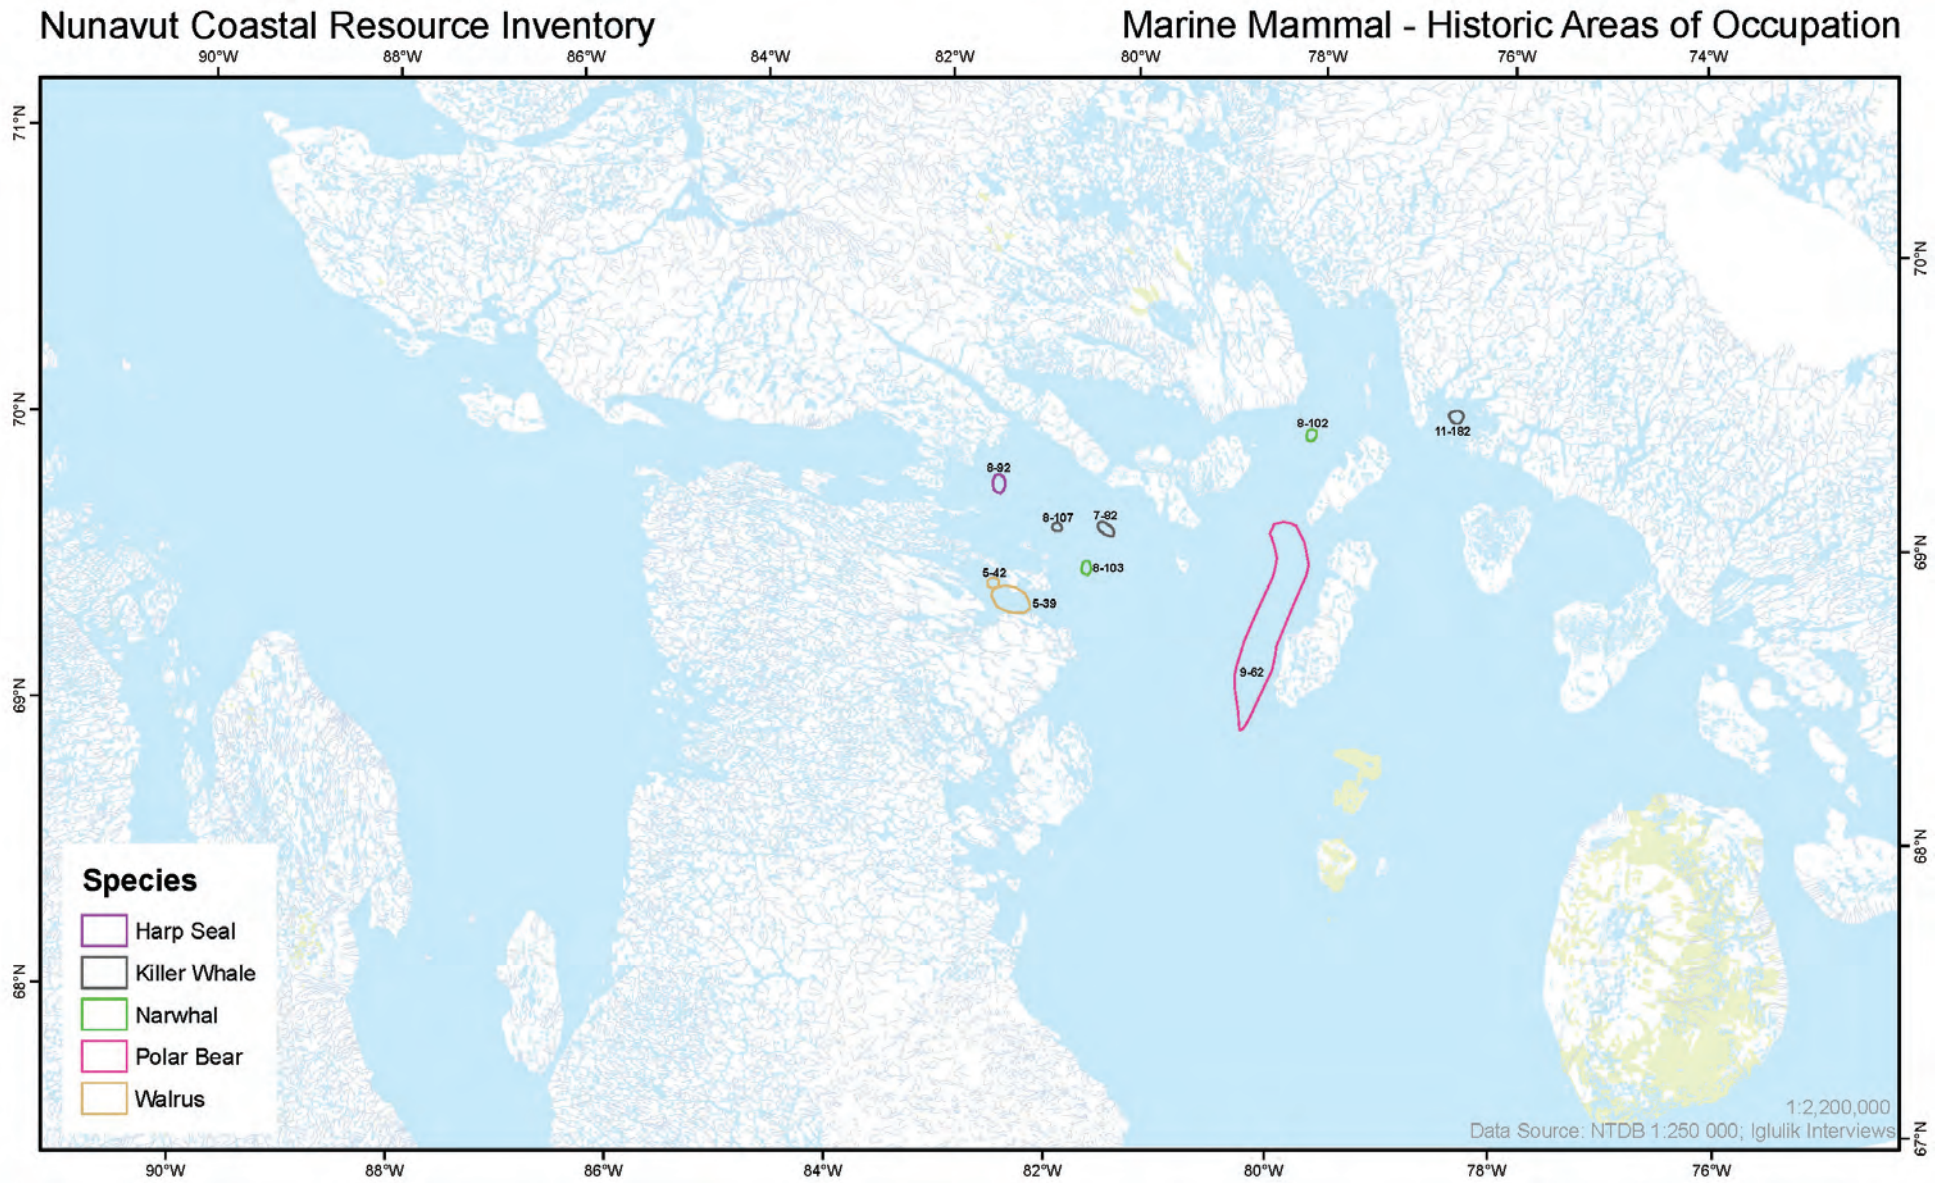 Nunavut Coastal Resource Inventory
Marine Mammal - Historic Areas of Occupation
90°W 88°W 86°W 84°W 82°W 80°W 78°W 76°W 74°W
71°N
70°N
70°N
8-102
11-182
8-92
8-107
7-82
69°N
8-103
5-42
5-39
9-62
69°N
68°N
Species
Harp Seal
Killer Whale
68°N
Narwhal
Polar Bear
Walrus
1:2,200,000
Data Source: NTDB 1:250 000; Iglulik Interviews
67°N
90°W 88°W 86°W 84°W 82°W 80°W 78°W 76°W